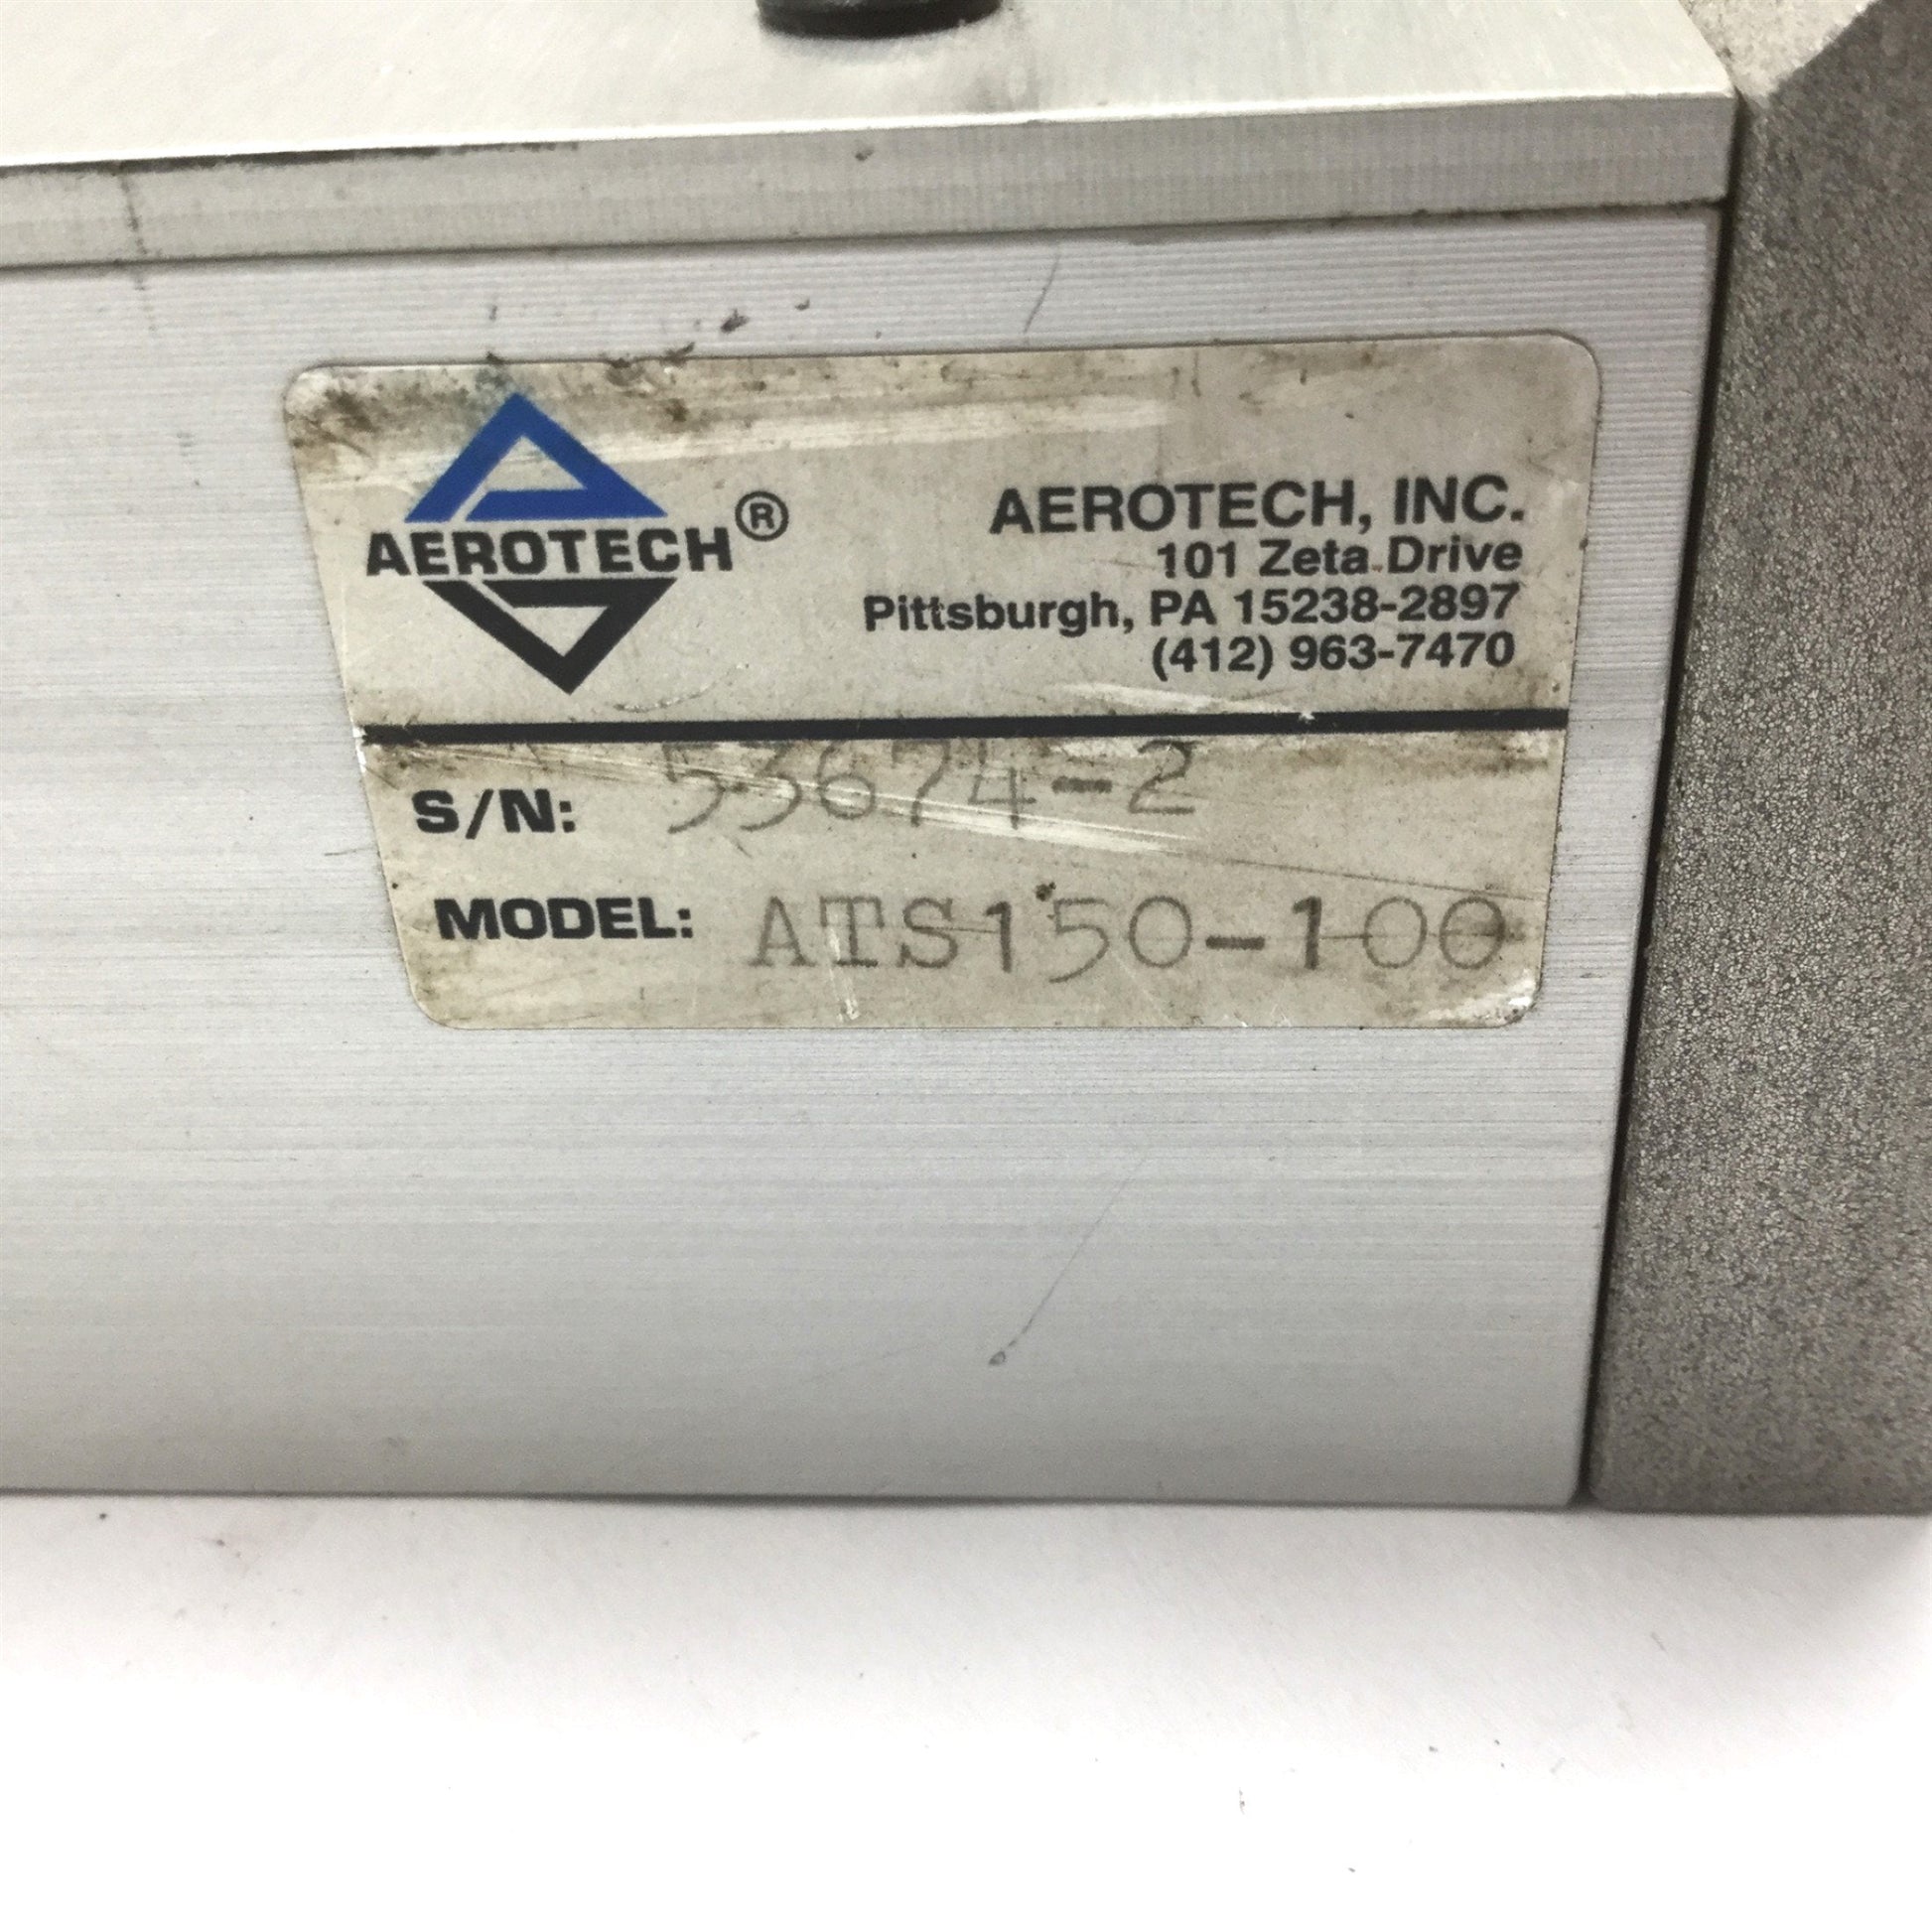 AEROTECH®
AEROTECH, INC.
101 Zeta Drive
Pittsburgh, PA 15238-2897
(412) 963-7470
S/N: 53674-2
MODEL: ATS150-100